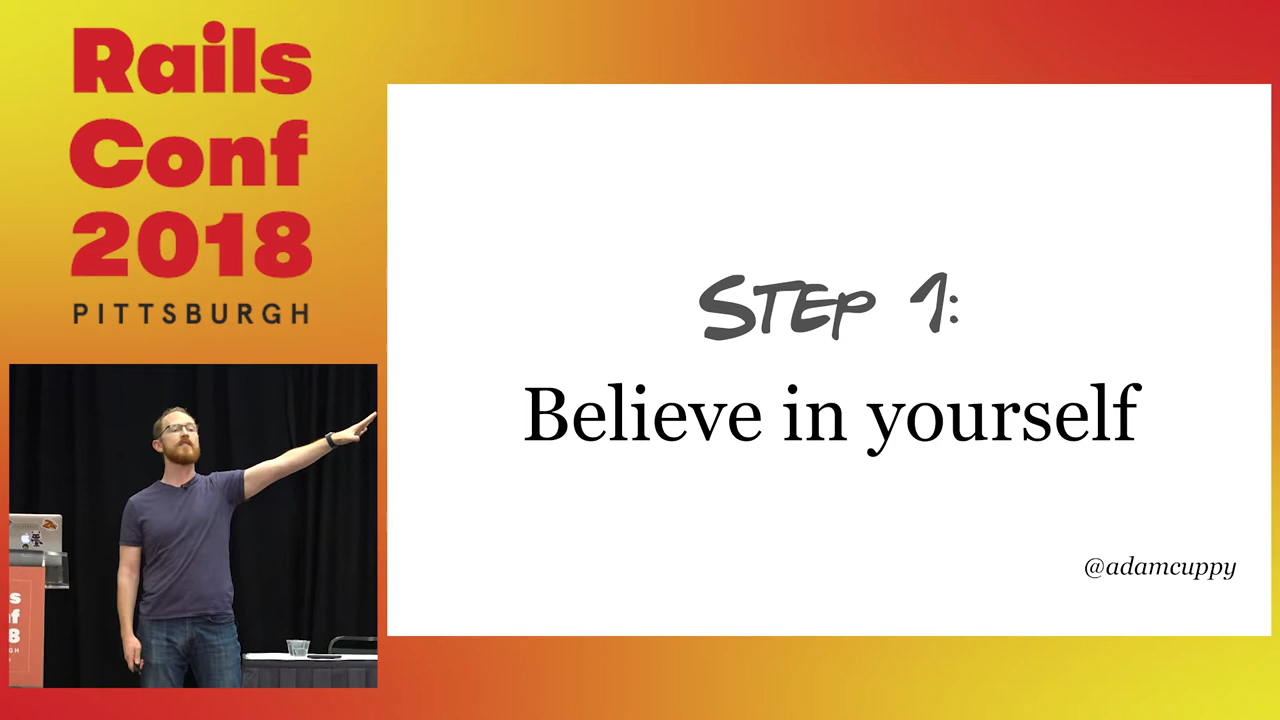 Rails
Conf
2018
PITTSBURGH
STEP 1:
Believe in yourself
@adamcuppy